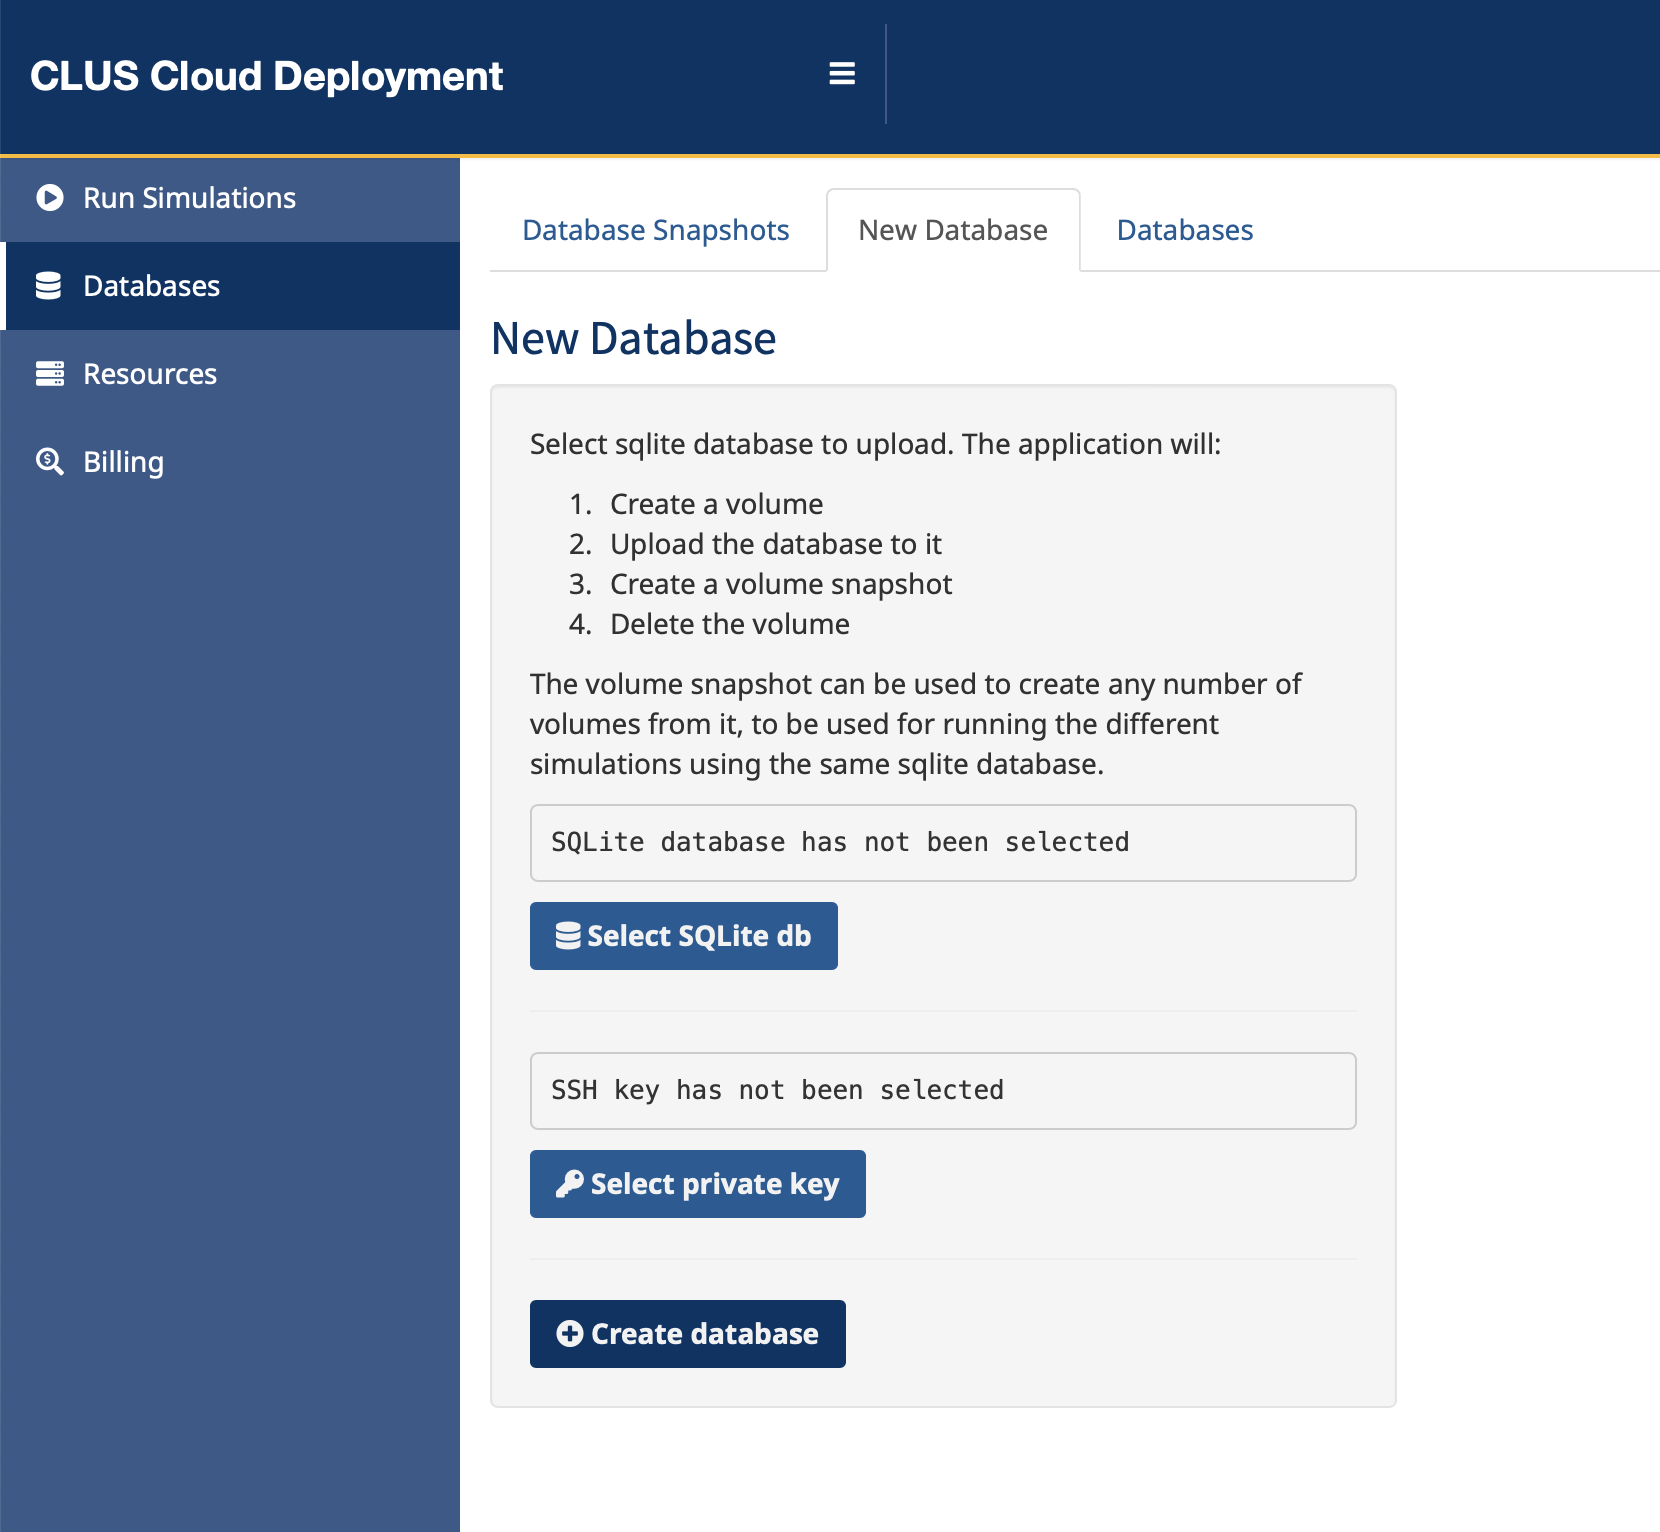 CLUS Cloud Deployment
Run Simulations
Databases
Resources
Billing
Database Snapshots
New Database
Databases
New Database
Select sqlite database to upload. The application will:
1. Create a volume
2. Upload the database to it
3. Create a volume snapshot
4. Delete the volume
The volume snapshot can be used to create any number of
volumes from it, to be used for running the different
simulations using the same sqlite database.
SQLite database has not been selected
Select SQLite db
SSH key has not been selected
Select private key
Create database